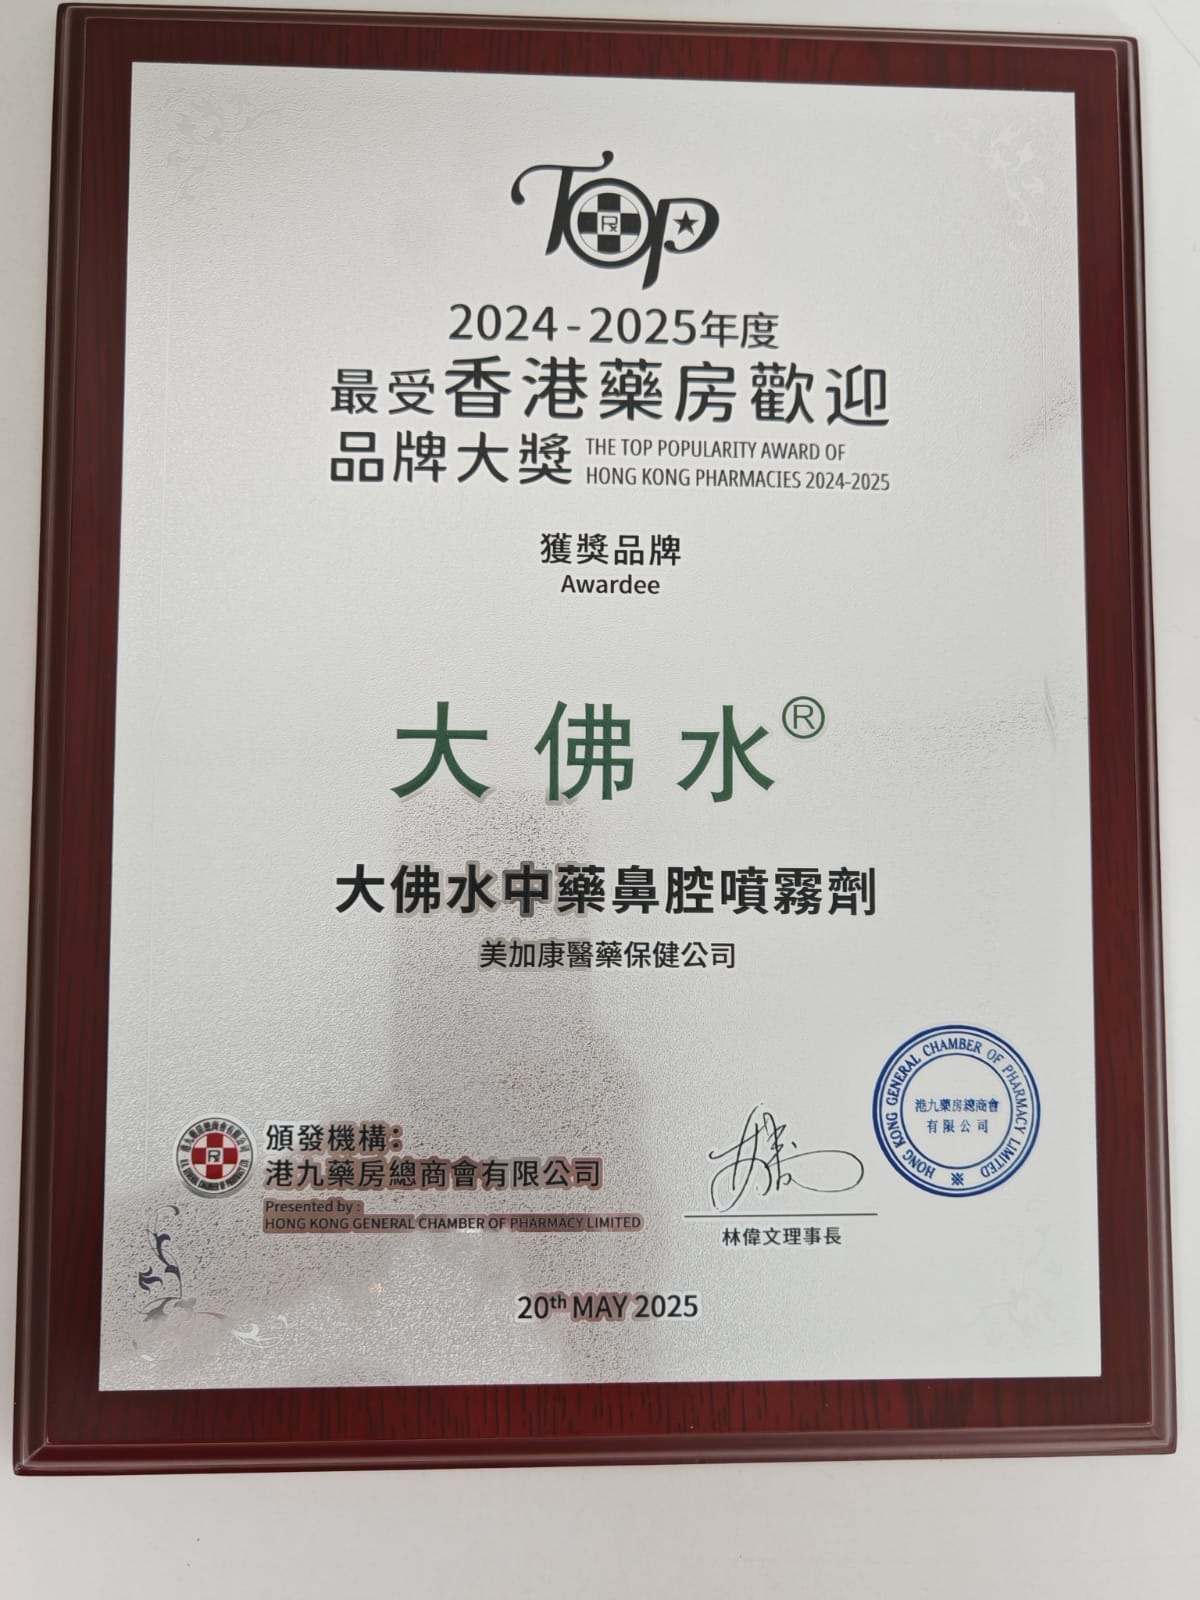 TOP
Rx
2024-2025年度
最受香港藥房歡迎
品牌大獎
THE TOP POPULARITY AWARD OF
HONG KONG PHARMACIES 2024-2025
獲獎品牌
Awardee
大佛水®
大佛水中藥鼻腔噴霧劑
美加康醫藥保健公司
頒發機構：
港九藥房總商會有限公司
Presented by :
HONG KONG GENERAL CHAMBER OF PHARMACY LIMITED
林偉文理事長
HONG KONG GENERAL CHAMBER OF PHARMACY LIMITED
港九藥房總商會
有限公司
20th MAY 2025